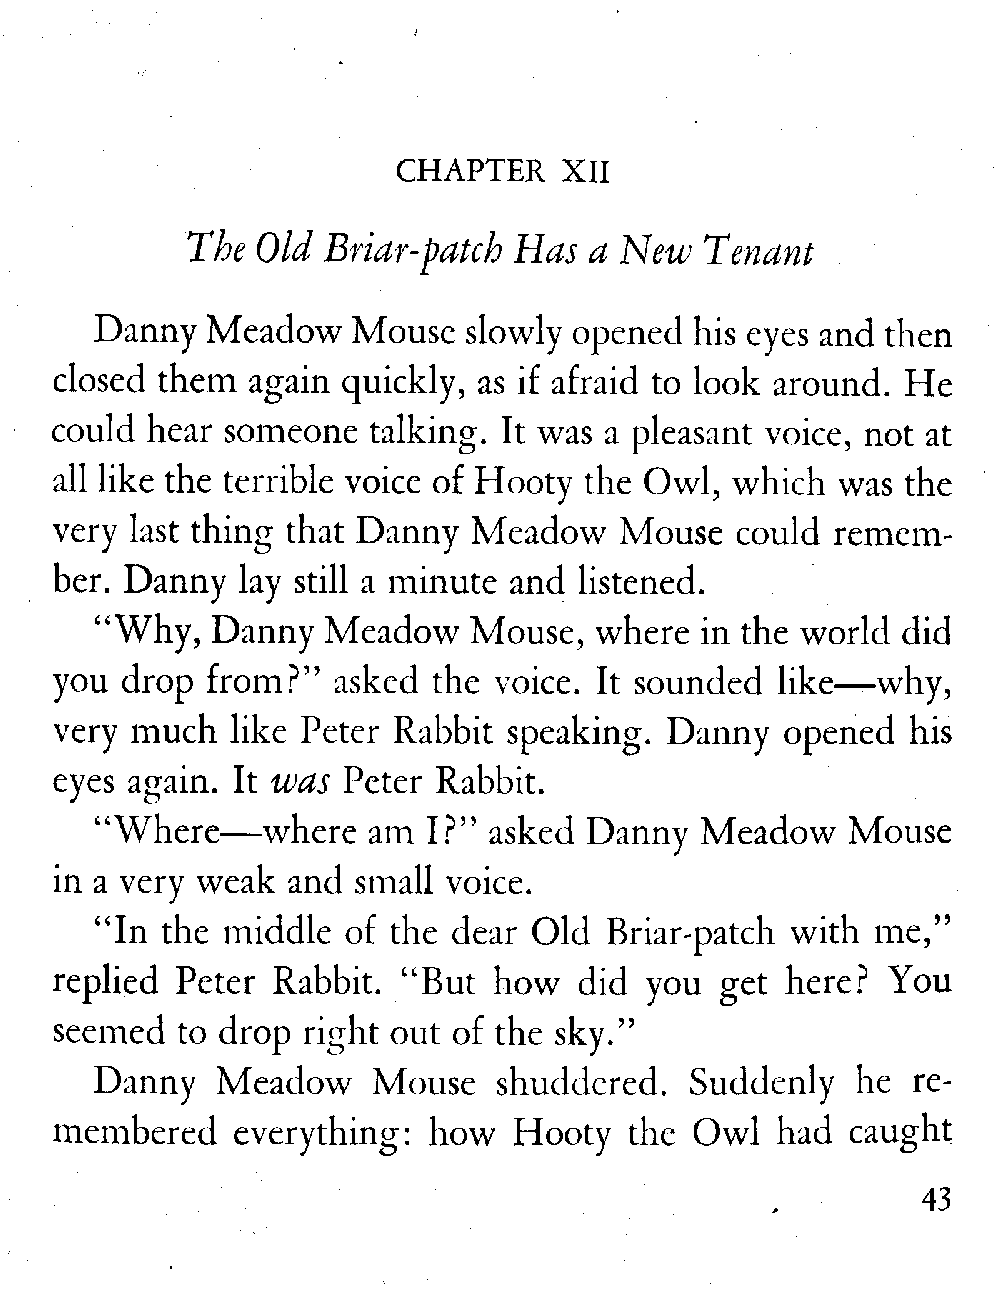 CHAPTER XII
The Old Briar-patch Has a New Tenant
Danny Meadow Mouse slowly opened his eyes and then
closed them again quickly, as if afraid to look around. He
could hear someone talking. It was a pleasant voice, not at
all like the terrible voice of Hooty the Owl, which was the
very last thing that Danny Meadow Mouse could remem-
ber. Danny lay still a minute and listened.
“Why, Danny Meadow Mouse, where in the world did
you drop from?” asked the voice. It sounded like—why,
very much like Peter Rabbit speaking. Danny opened his
eyes again. It was Peter Rabbit.
“Where—where am I?” asked Danny Meadow Mouse
in a very weak and small voice.
“In the middle of the dear Old Briar-patch with me,”
replied Peter Rabbit. “But how did you get here? You
seemed to drop right out of the sky.”
Danny Meadow Mouse shuddered. Suddenly he re-
membered everything: how Hooty the Owl had caught
43